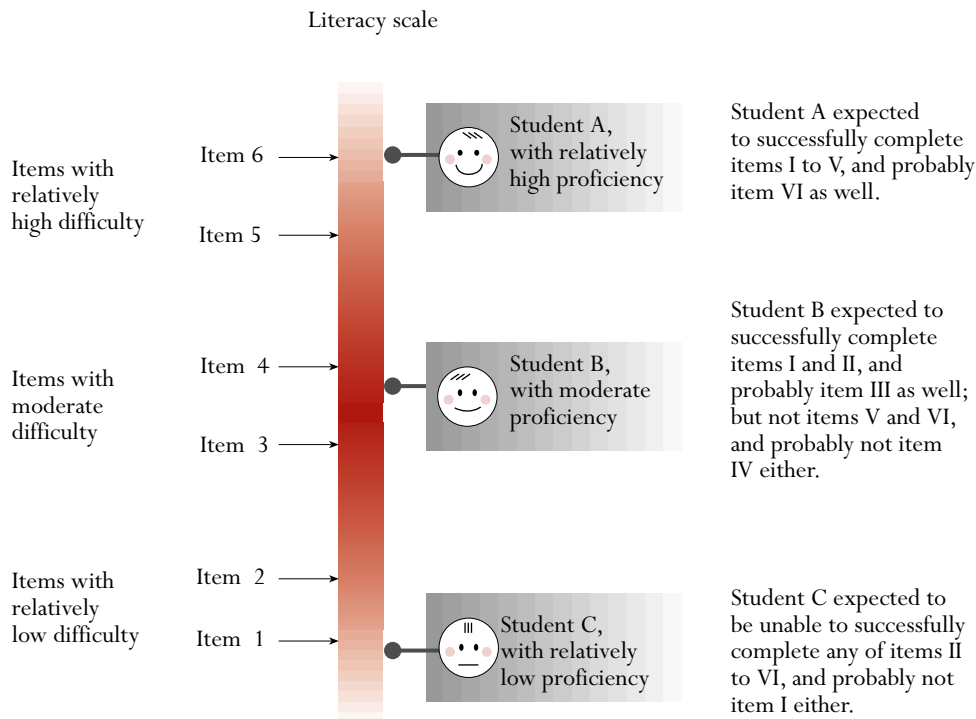 Literacy scale
Items with
relatively
high difficulty
Item 6
Item 5
Student A,
with relatively
high proficiency
Student A expected
to successfully complete
items I to V, and probably
item VI as well.
Items with
moderate
difficulty
Item 4
Item 3
Student B,
with moderate
proficiency
Student B expected to
successfully complete
items I and II, and
probably item III as well;
but not items V and VI,
and probably not item
IV either.
Items with
relatively
low difficulty
Item 2
Item 1
Student C,
with relatively
low proficiency
Student C expected to
be unable to successfully
complete any of items II
to VI, and probably not
item I either.